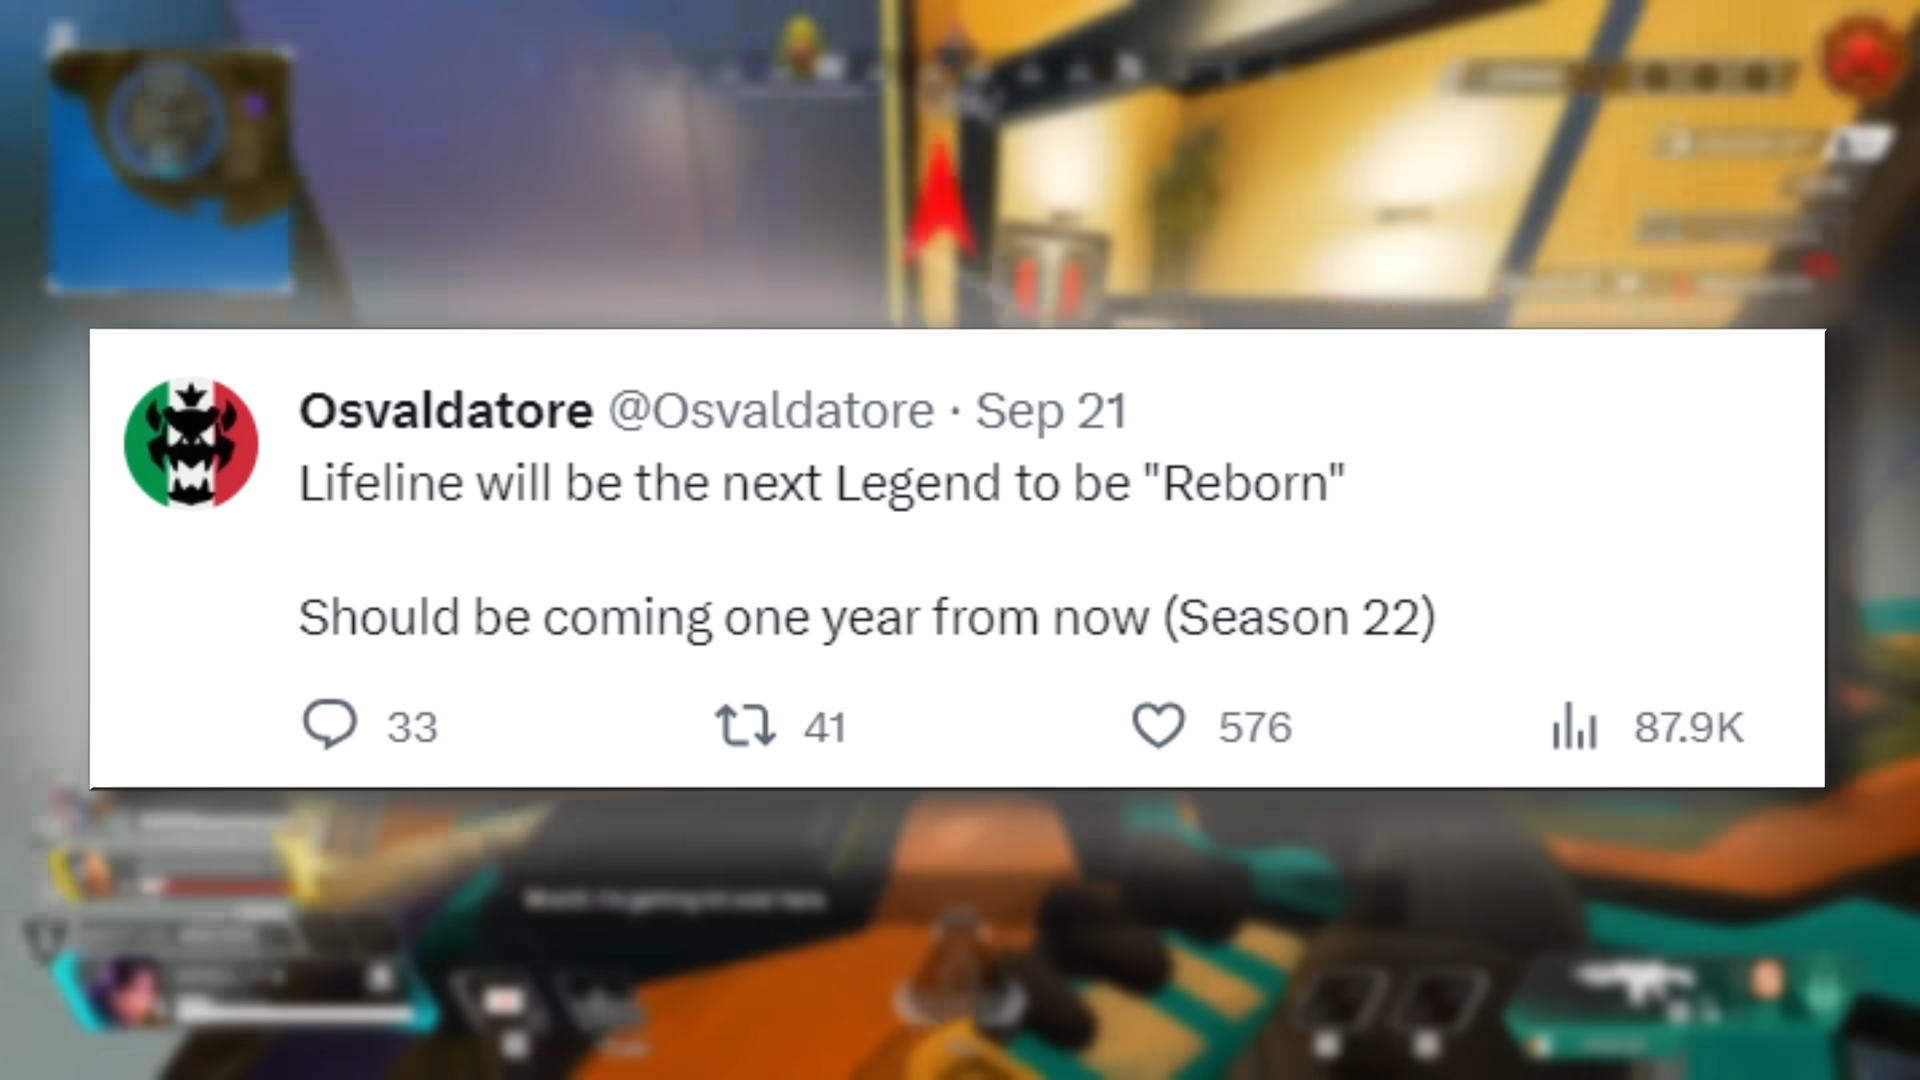 Osvaldatore @Osvaldatore · Sep 21
Lifeline will be the next Legend to be "Reborn"
Should be coming one year from now (Season 22)
33 41 576 87.9K